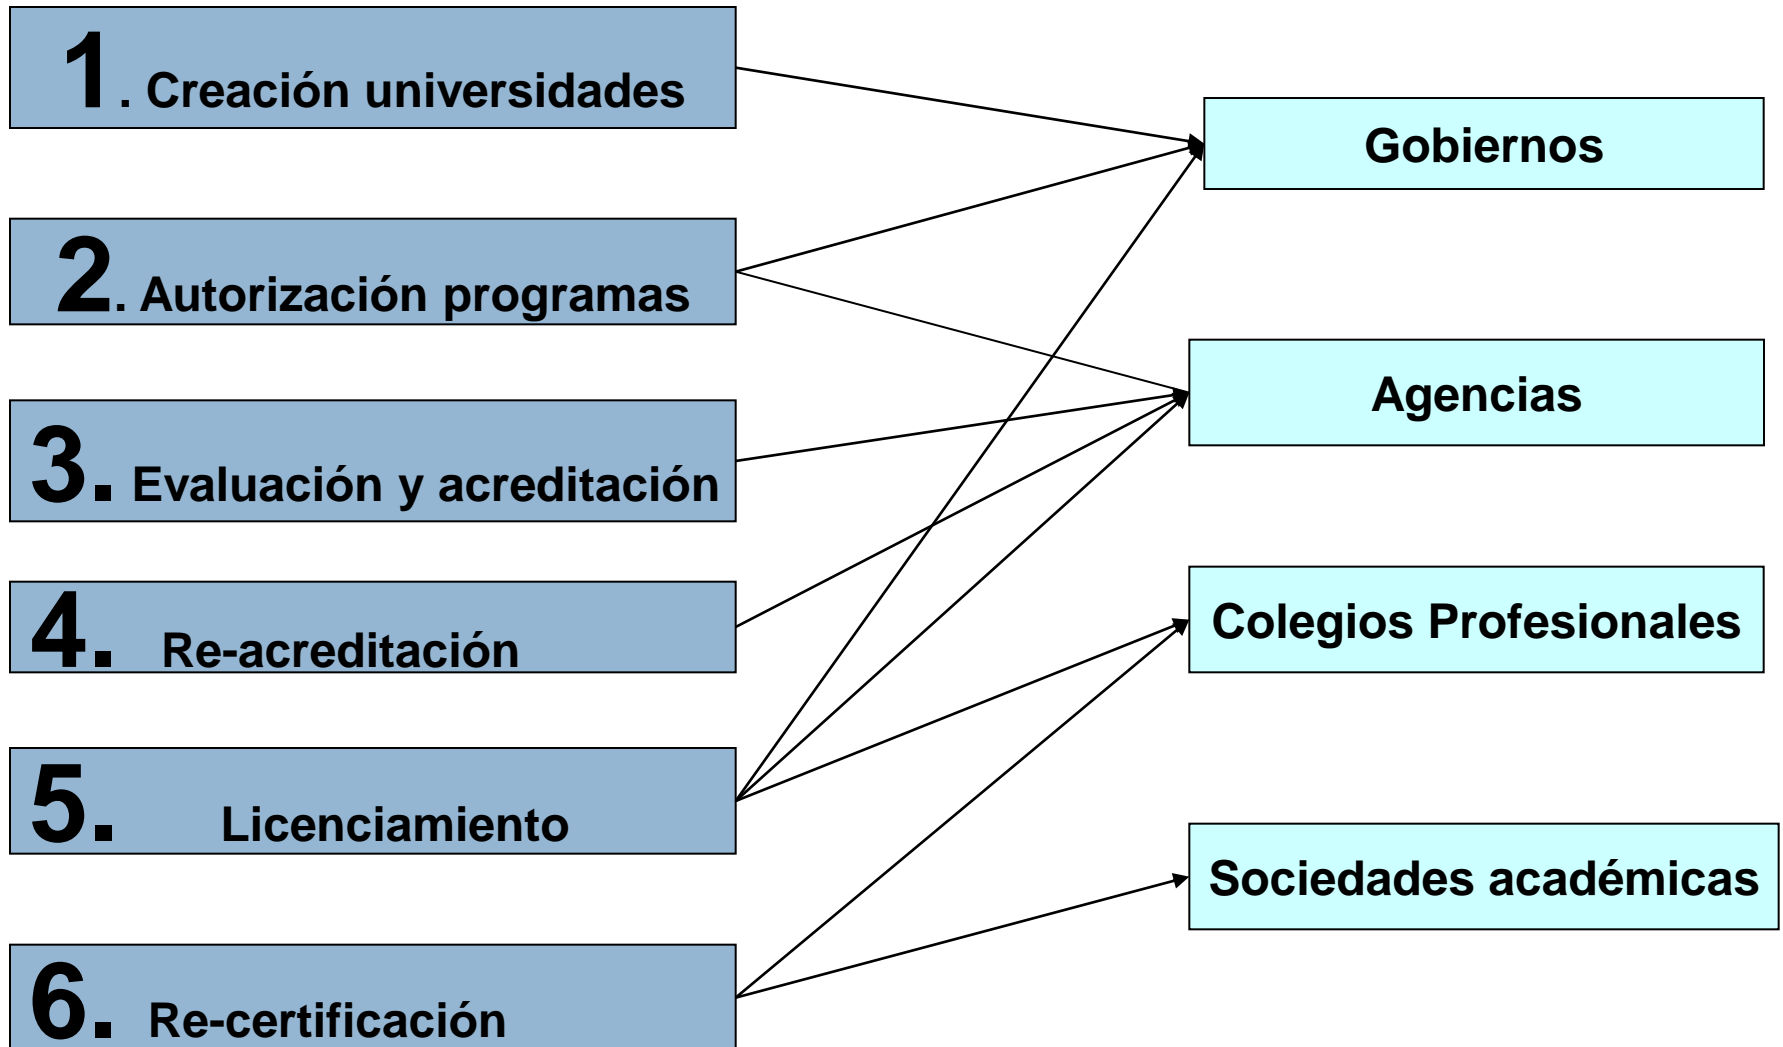 1. Creación universidades
Gobiernos
2. Autorización programas
Agencias
3. Evaluación y acreditación
4. Re-acreditación
Colegios Profesionales
5. Licenciamiento
Sociedades académicas
6. Re-certificación